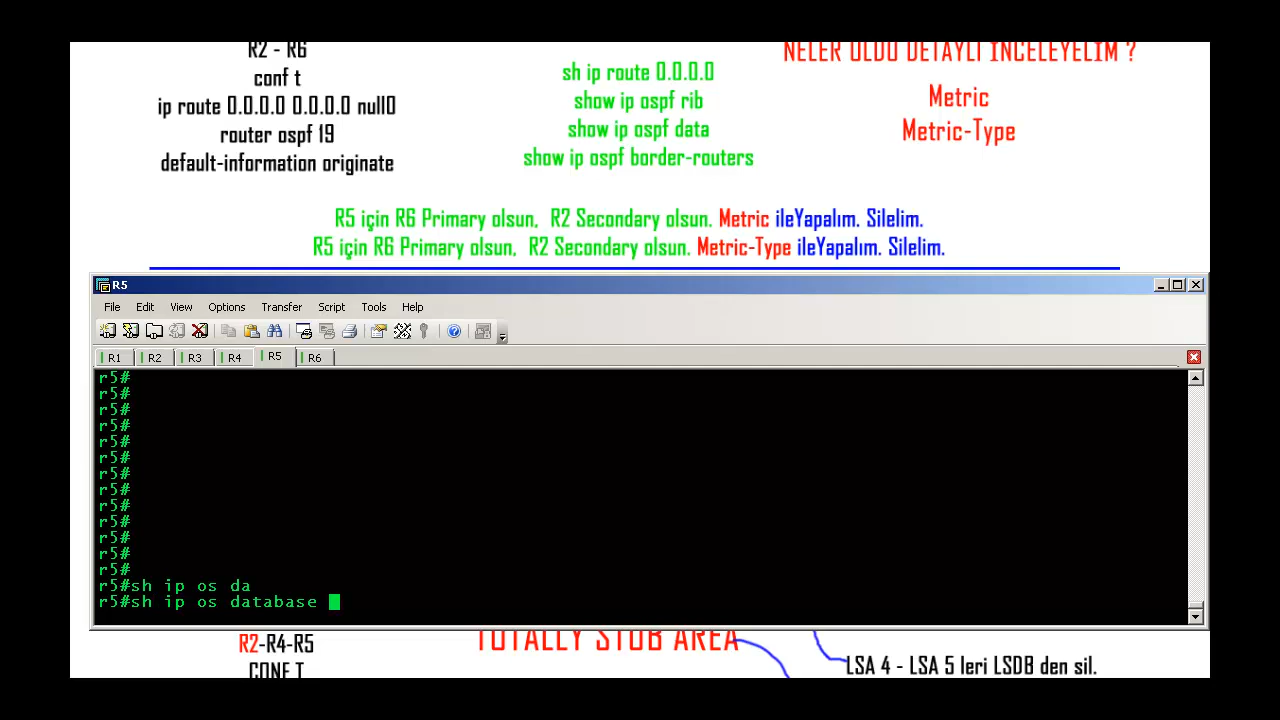 R2 - R6
conf t
ip route 0.0.0.0 0.0.0.0 null0
router ospf 19
default-information originate
sh ip route 0.0.0.0
show ip ospf rib
show ip ospf data
show ip ospf border-routers
NELER OLDU DETAYLI İNCELEYELİM ?
Metric
Metric-Type
R5 için R6 Primary olsun, R2 Secondary olsun. Metric ileYapalım. Silelim.
R5 için R6 Primary olsun, R2 Secondary olsun. Metric-Type ileYapalım. Silelim.
R5
File Edit View Options Transfer Script Tools Help
R1 R2 R3 R4 R5 R6
r5#
r5#
r5#
r5#
r5#
r5#
r5#
r5#
r5#
r5#
r5#
r5#
r5#
r5#sh ip os da
r5#sh ip os database
R2-R4-R5
CONF T
TOTALLY STUB AREA
LSA 4 - LSA 5 leri LSDB den sil.